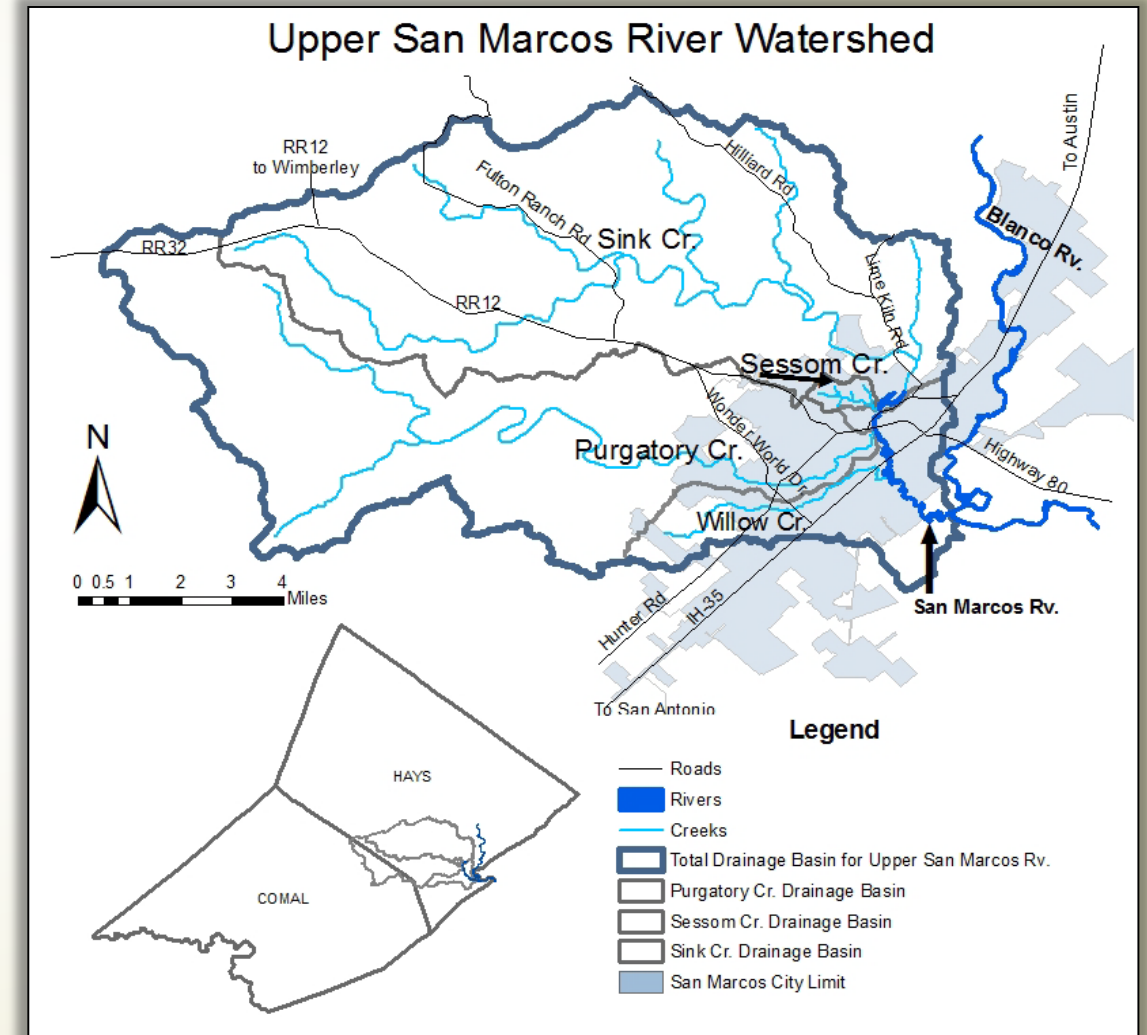 Upper San Marcos River Watershed
To Austin
RR12
to Wimberley
Hilliard Rd
Fulton Ranch Rd
Sink Cr.
Blanco Rv.
RR32
Lime Kiln Rd
RR12
Sessom Cr.
Wonder World Dr.
N
Purgatory Cr.
Highway 80
Willow Cr.
0 0.5 1 2 3 4
Miles
San Marcos Rv.
Hunter Rd
IH-35
To San Antonio
HAYS
COMAL
Legend
Roads
Rivers
Creeks
Total Drainage Basin for Upper San Marcos Rv.
Purgatory Cr. Drainage Basin
Sessom Cr. Drainage Basin
Sink Cr. Drainage Basin
San Marcos City Limit